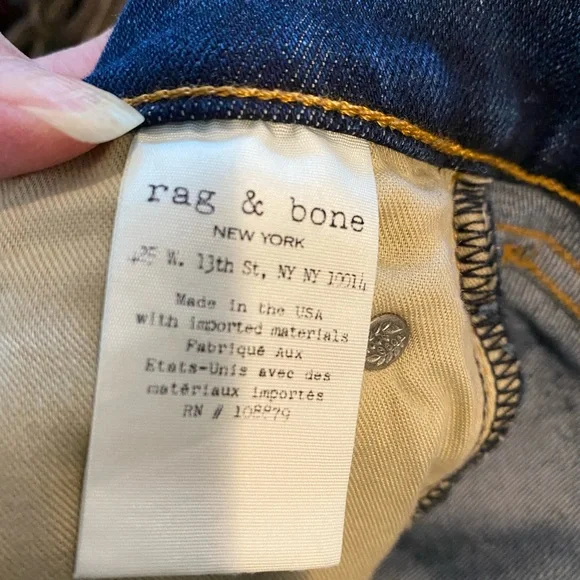 rag & bone
NEW YORK
425 W. 13th St, NY NY 10014
Made in the USA
with imported materials
Fabriqué Aux
Etats-Unis avec des
matériaux importés
RN # 108879